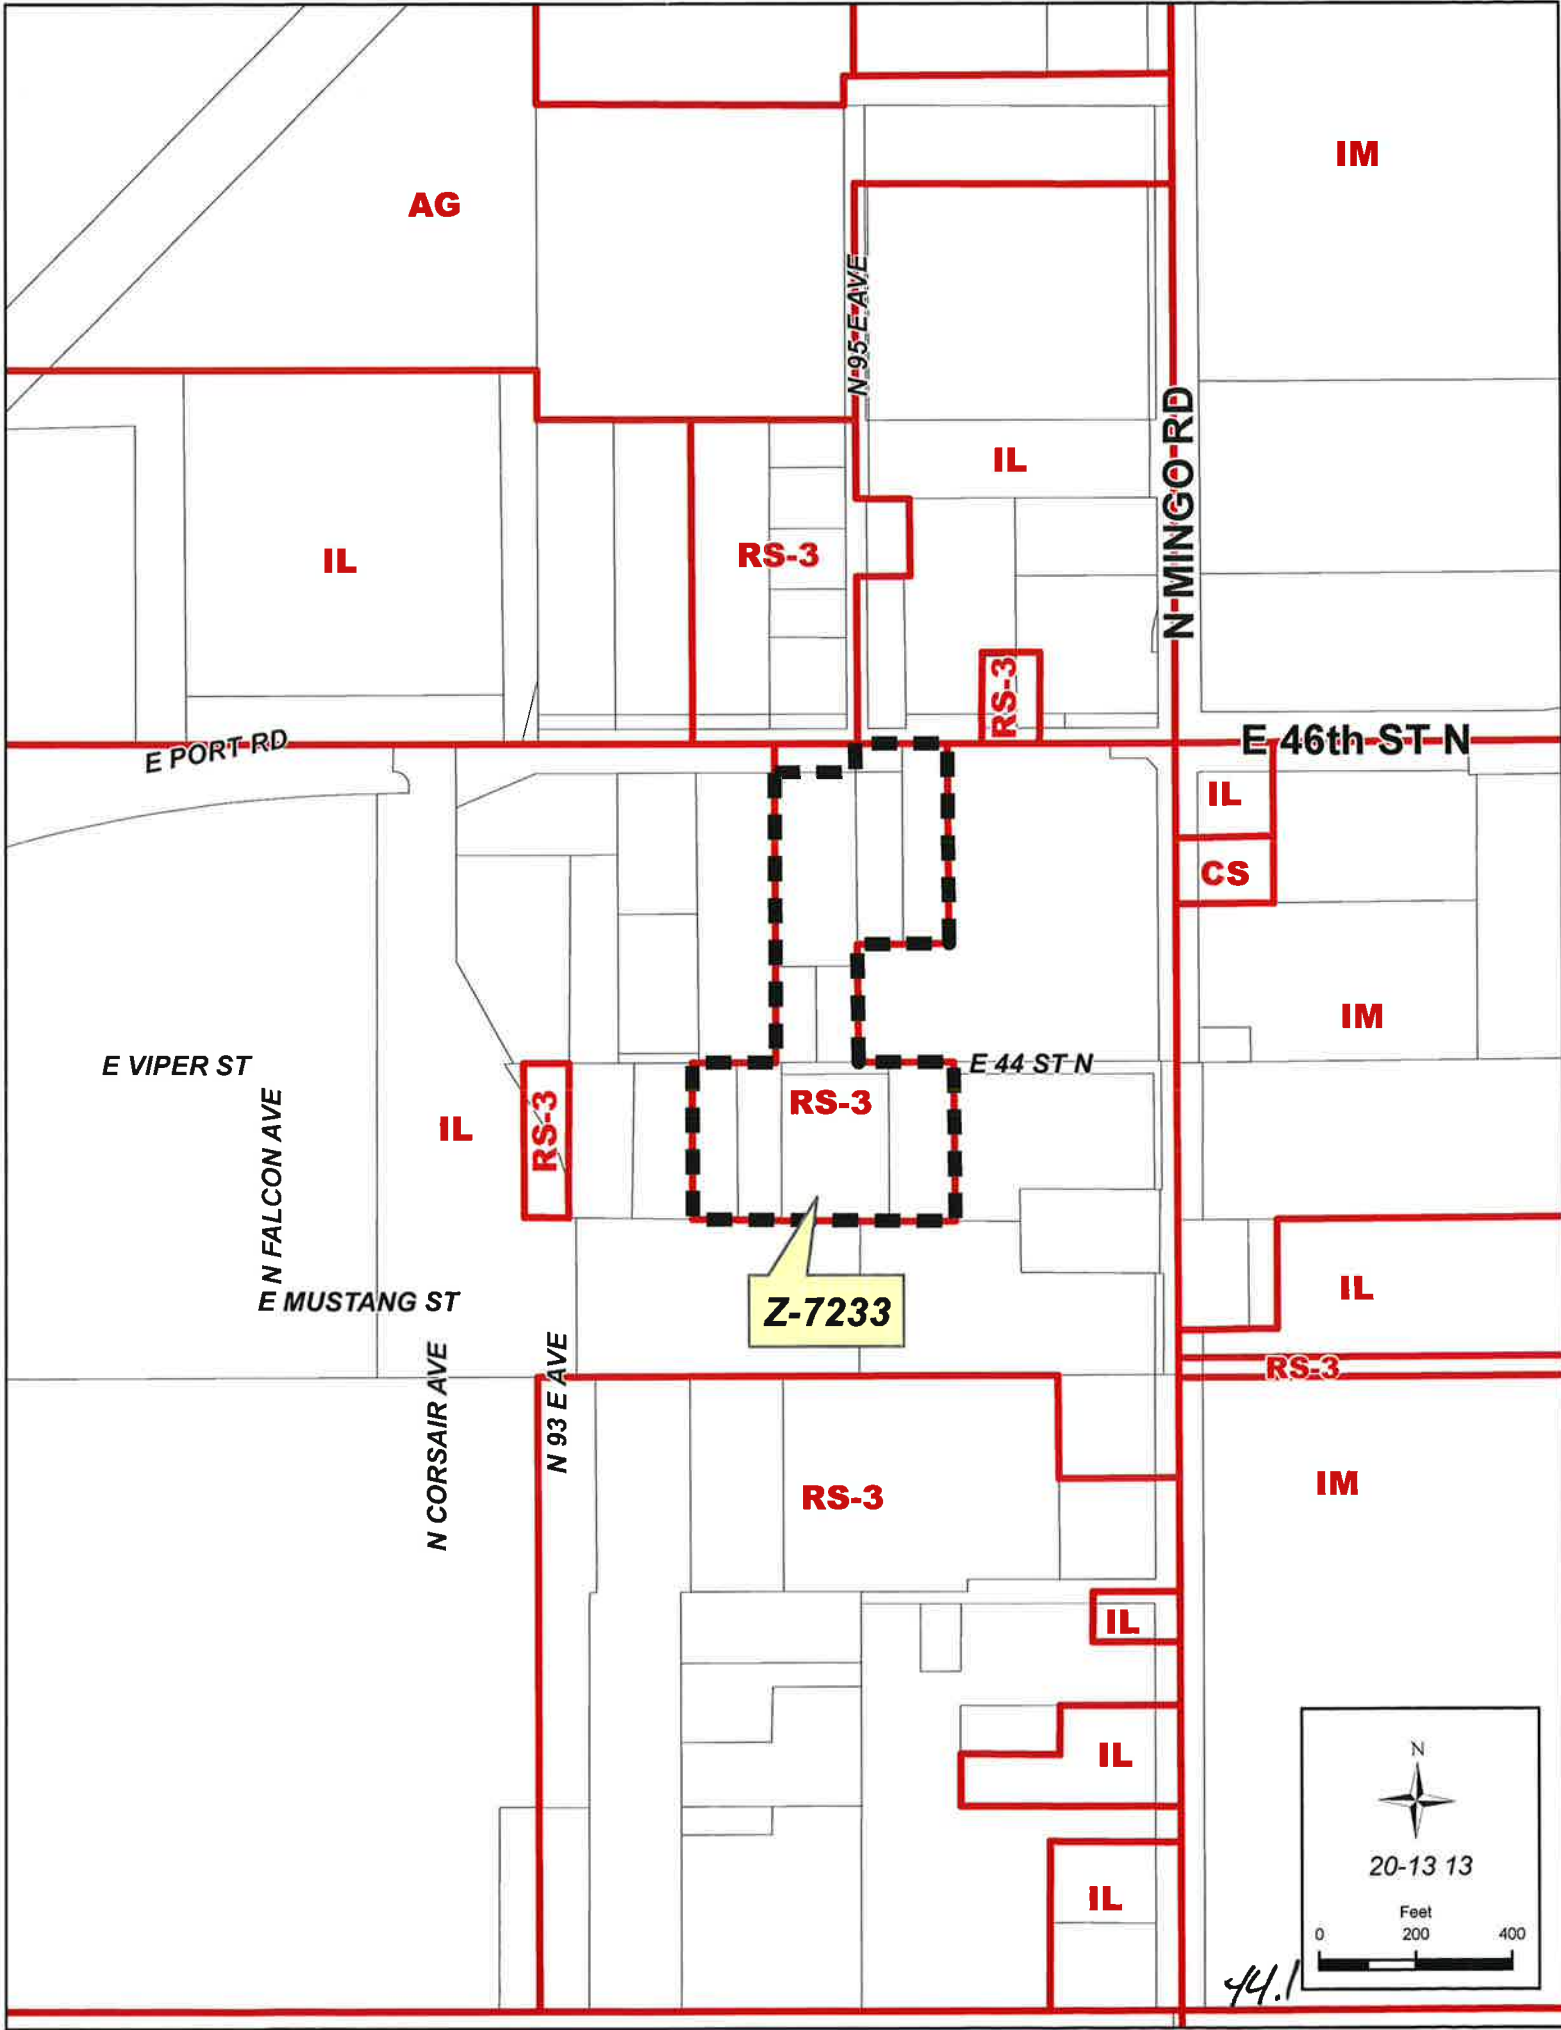 IM
AG
N 95 E AVE
N MINGO RD
IL
IL
RS-3
RS-3
E PORT RD
E 46th ST N
IL
CS
IM
E VIPER ST
E 44 ST N
RS-3
RS-3
IL
N FALCON AVE
E MUSTANG ST
Z-7233
IL
RS-3
N CORSAIR AVE
N 93 E AVE
RS-3
IM
IL
IL
IL
N
20-13 13
Feet
0 200 400
44.1